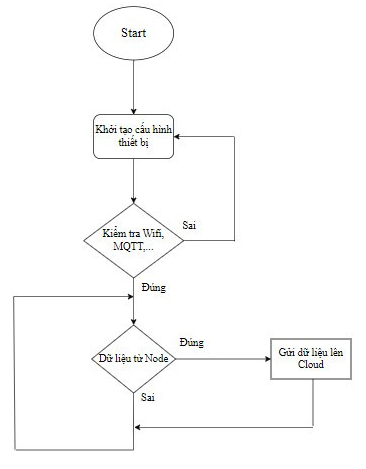 Start
Khởi tạo cấu hình
thiết bị
Kiểm tra Wifi,
MQTT,...
Sai
Đúng
Dữ liệu từ Node
Đúng
Gửi dữ liệu lên
Cloud
Sai